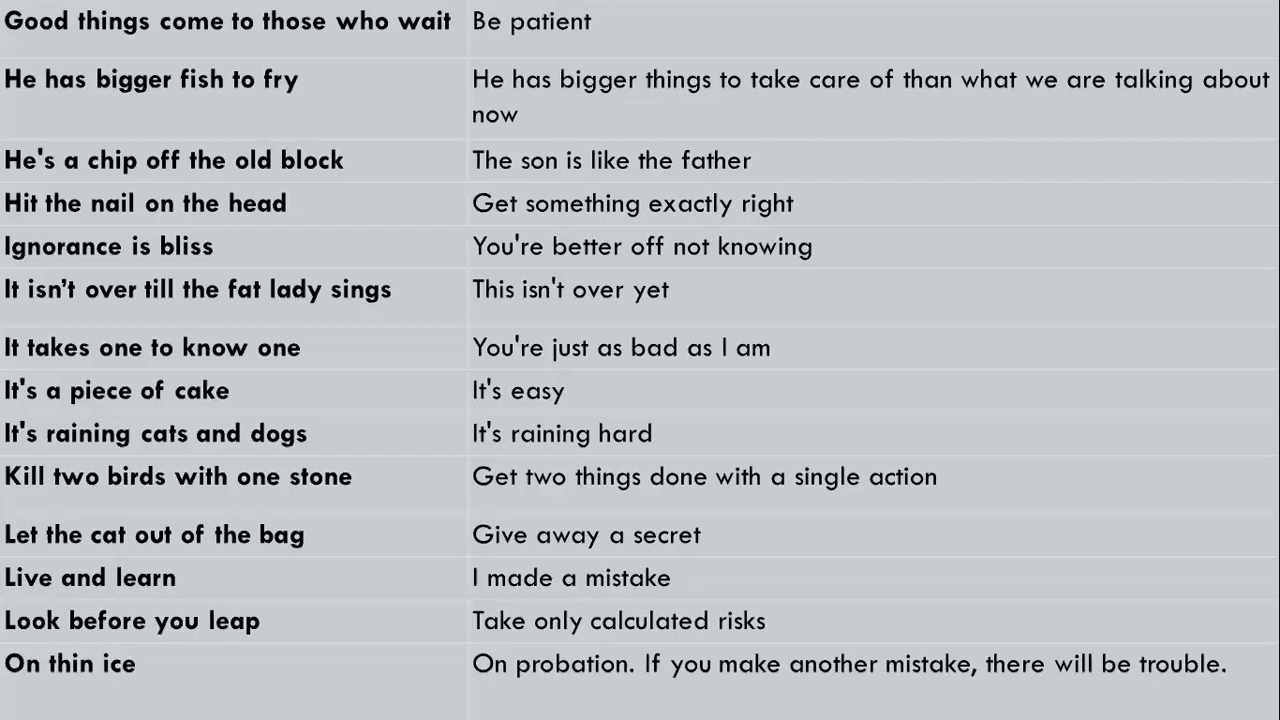 Good things come to those who wait Be patient
He has bigger fish to fry He has bigger things to take care of than what we are talking about
now
He's a chip off the old block The son is like the father
Hit the nail on the head Get something exactly right
Ignorance is bliss You're better off not knowing
It isn’t over till the fat lady sings This isn't over yet
It takes one to know one You're just as bad as I am
It's a piece of cake It's easy
It's raining cats and dogs It's raining hard
Kill two birds with one stone Get two things done with a single action
Let the cat out of the bag Give away a secret
Live and learn I made a mistake
Look before you leap Take only calculated risks
On thin ice On probation. If you make another mistake, there will be trouble.